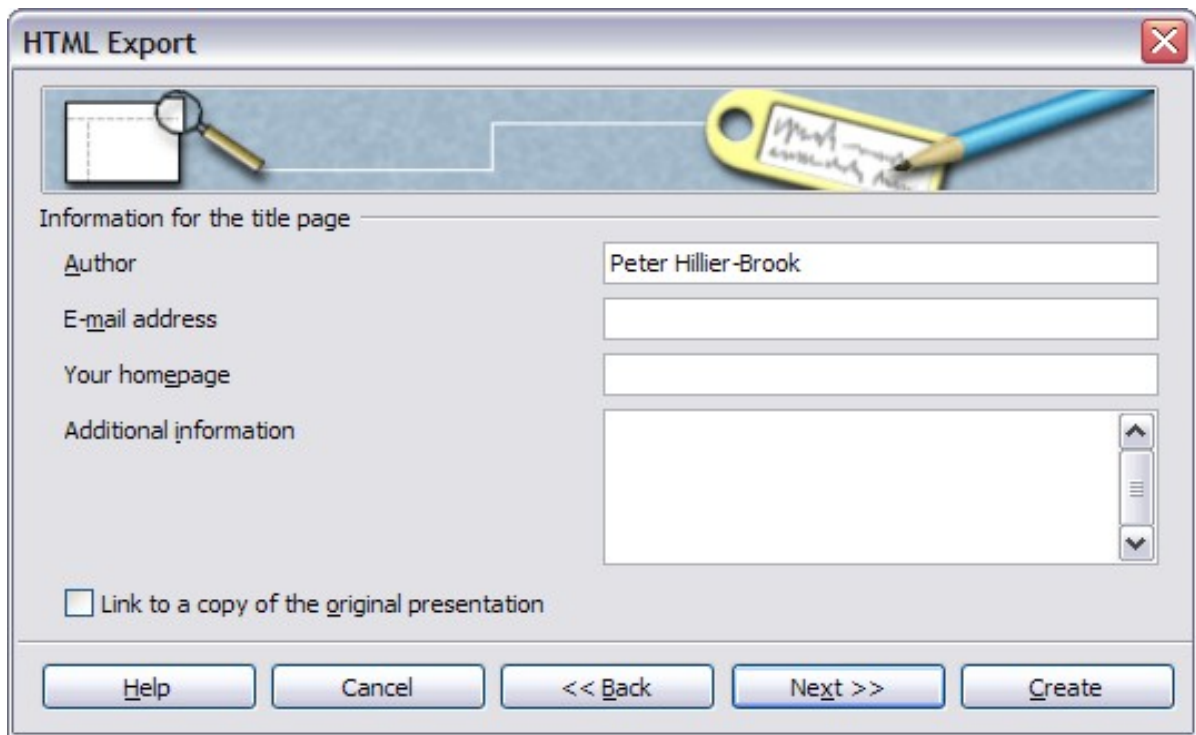 HTML Export
Information for the title page
Author
Peter Hillier-Brook
E-mail address
Your homepage
Additional information
Link to a copy of the original presentation
Help
Cancel
<< Back
Next >>
Create